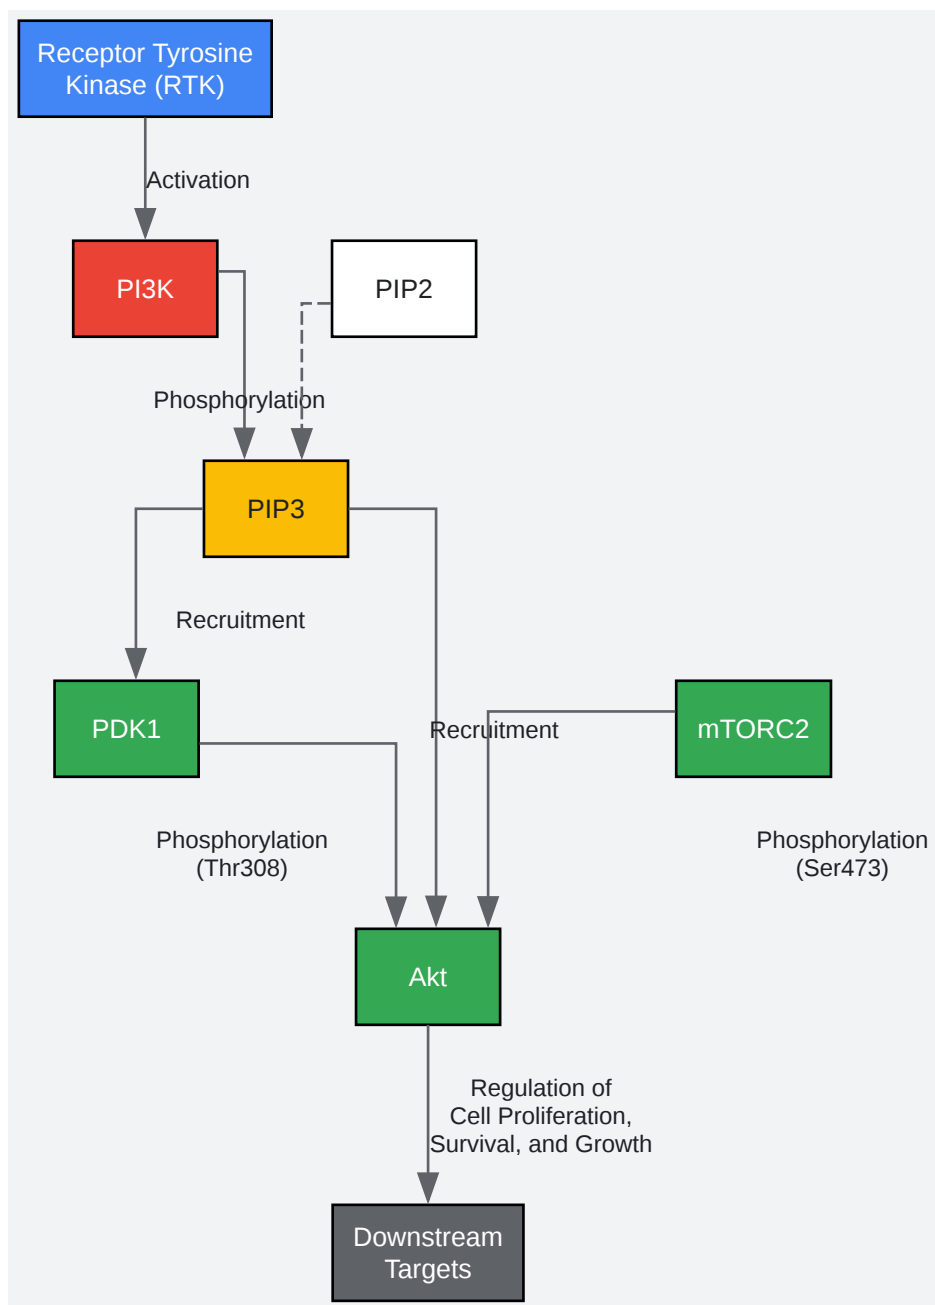 Receptor Tyrosine
Kinase (RTK)
Activation
PI3K
PIP2
Phosphorylation
PIP3
Recruitment
PDK1
Recruitment
mTORC2
Phosphorylation
(Thr308)
Phosphorylation
(Ser473)
Akt
Regulation of
Cell Proliferation,
Survival, and Growth
Downstream
Targets